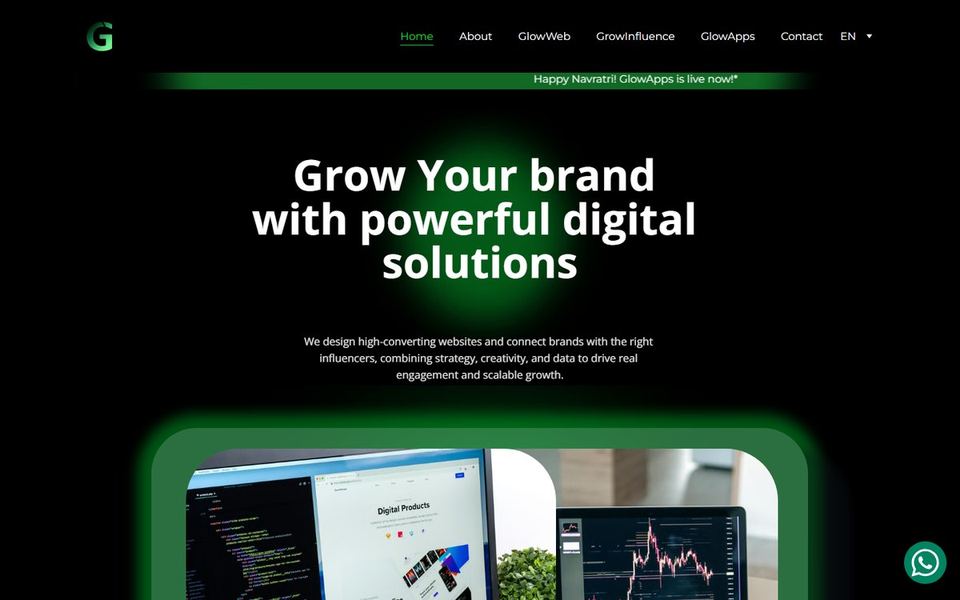 G
Home About GlowWeb GrowInfluence GlowApps Contact EN
Happy Navratri! GlowApps is live now!*
Grow Your brand
with powerful digital
solutions
We design high-converting websites and connect brands with the right
influencers, combining strategy, creativity, and data to drive real
engagement and scalable growth.
Digital Products